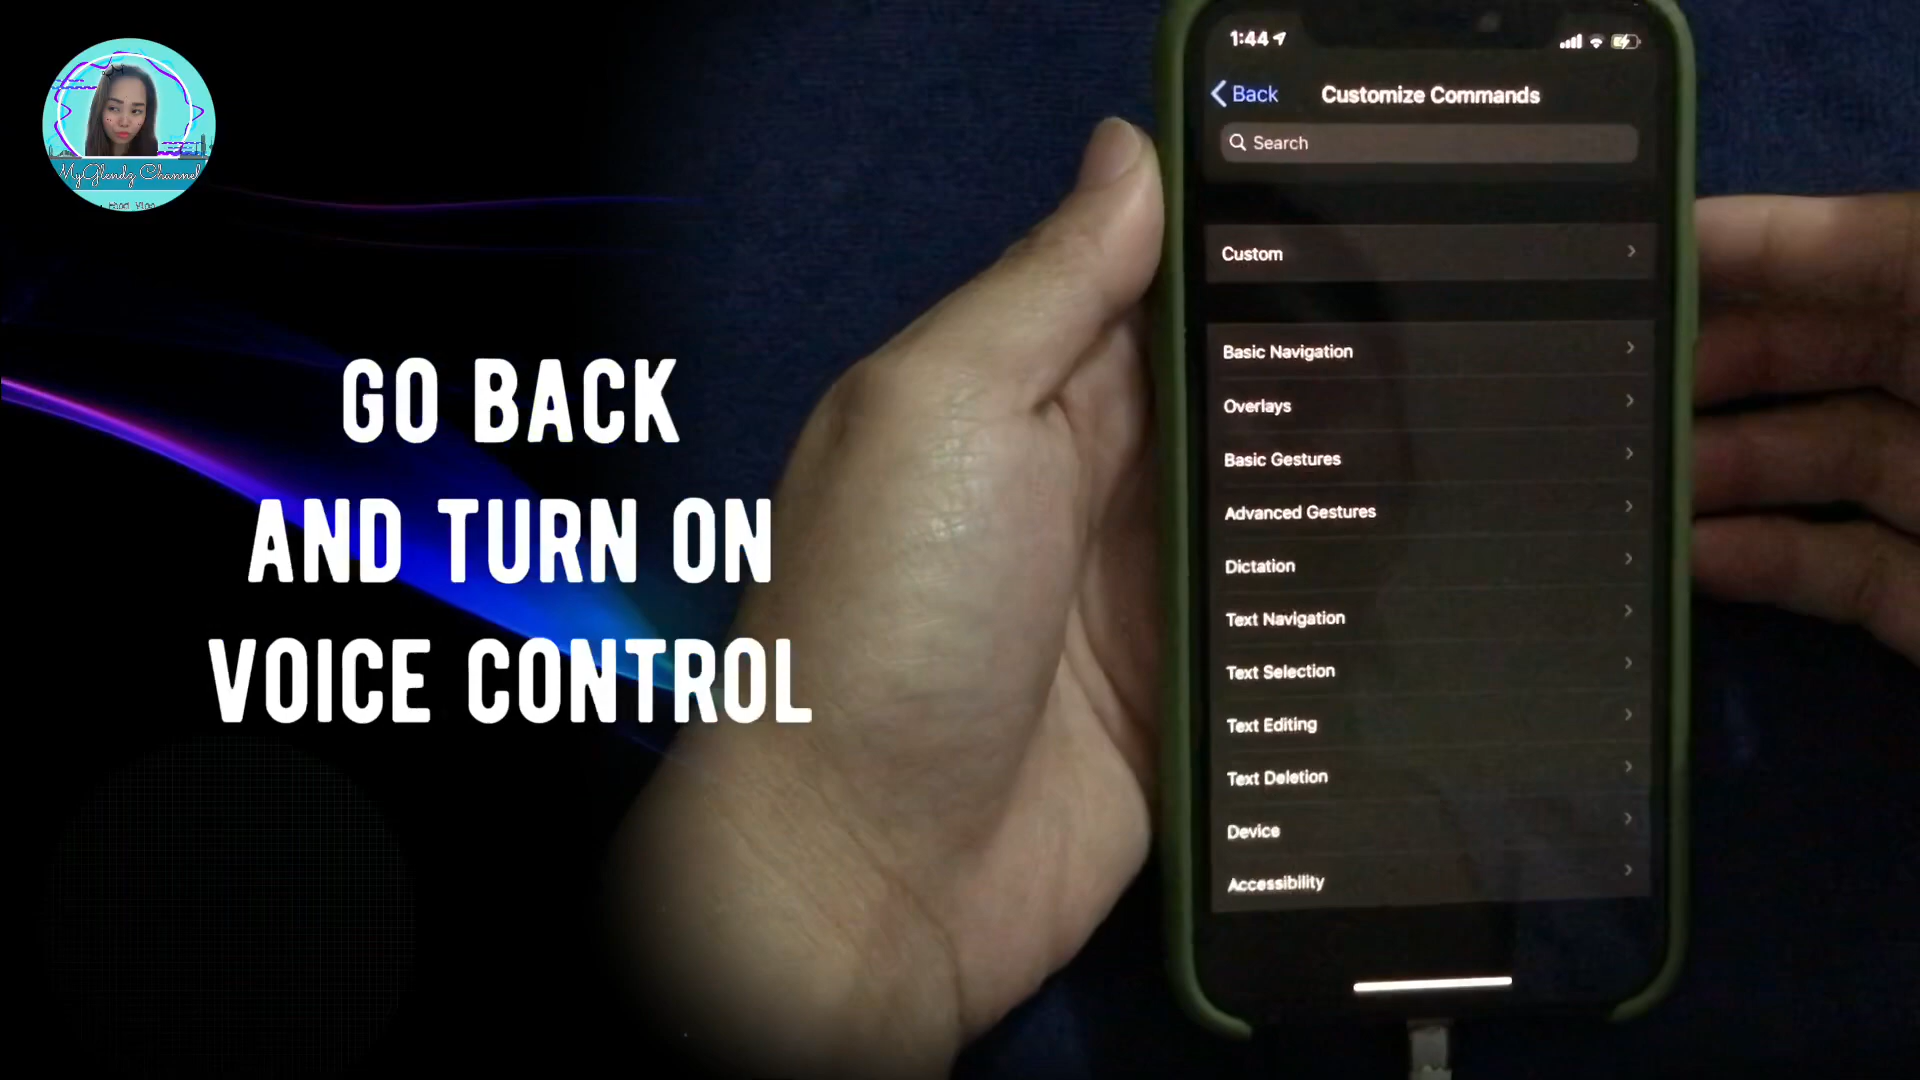 MyGlendz Channel
GO BACK
AND TURN ON
VOICE CONTROL
1:44
Back
Customize Commands
Search
Custom
Basic Navigation
Overlays
Basic Gestures
Advanced Gestures
Dictation
Text Navigation
Text Selection
Text Editing
Text Deletion
Device
Accessibility